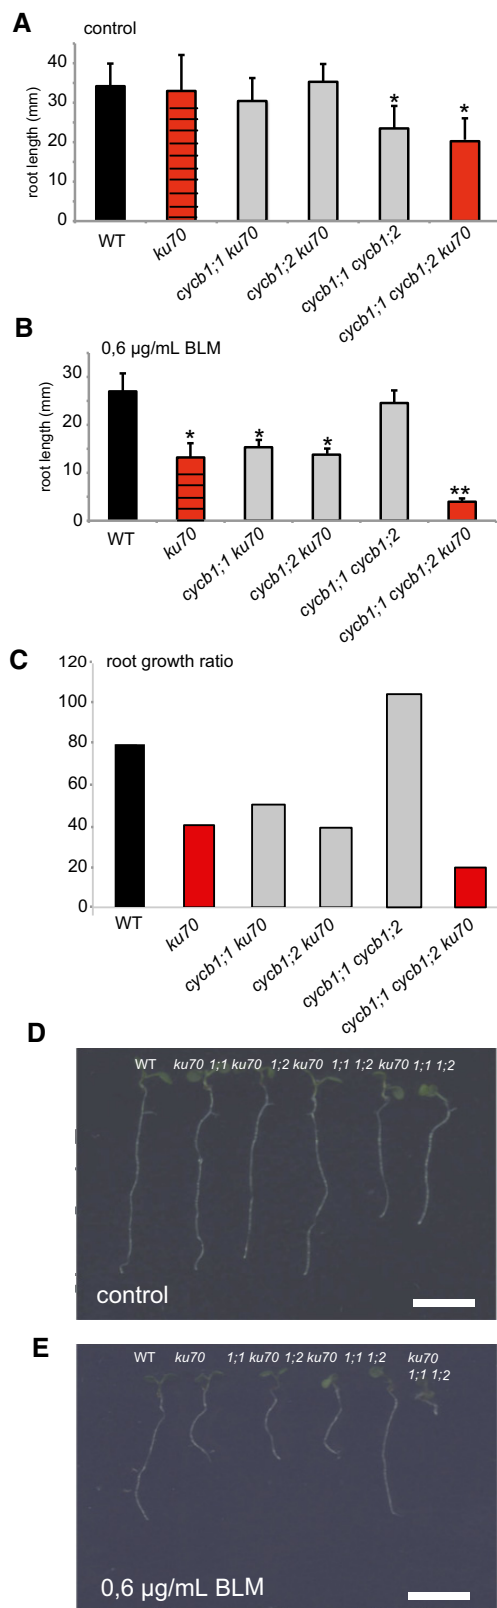 A
control
root length (mm)
40
30
20
10
0
*
*
WT
ku70
cycb1;1 ku70
cycb1;2 ku70
cycb1;1 cycb1;2
cycb1;1 cycb1;2 ku70
B
0,6 µg/mL BLM
root length (mm)
30
20
10
0
*
*
*
**
WT
ku70
cycb1;1 ku70
cycb1;2 ku70
cycb1;1 cycb1;2
cycb1;1 cycb1;2 ku70
C
root growth ratio
120
100
80
60
40
20
0
WT
ku70
cycb1;1 ku70
cycb1;2 ku70
cycb1;1 cycb1;2
cycb1;1 cycb1;2 ku70
D
WT ku70 1;1 ku70 1;2 ku70 1;1 1;2 ku70 1;1 1;2
control
E
WT ku70 1;1 ku70 1;2 ku70 1;1 1;2 ku70
1;1 1;2
0,6 µg/mL BLM